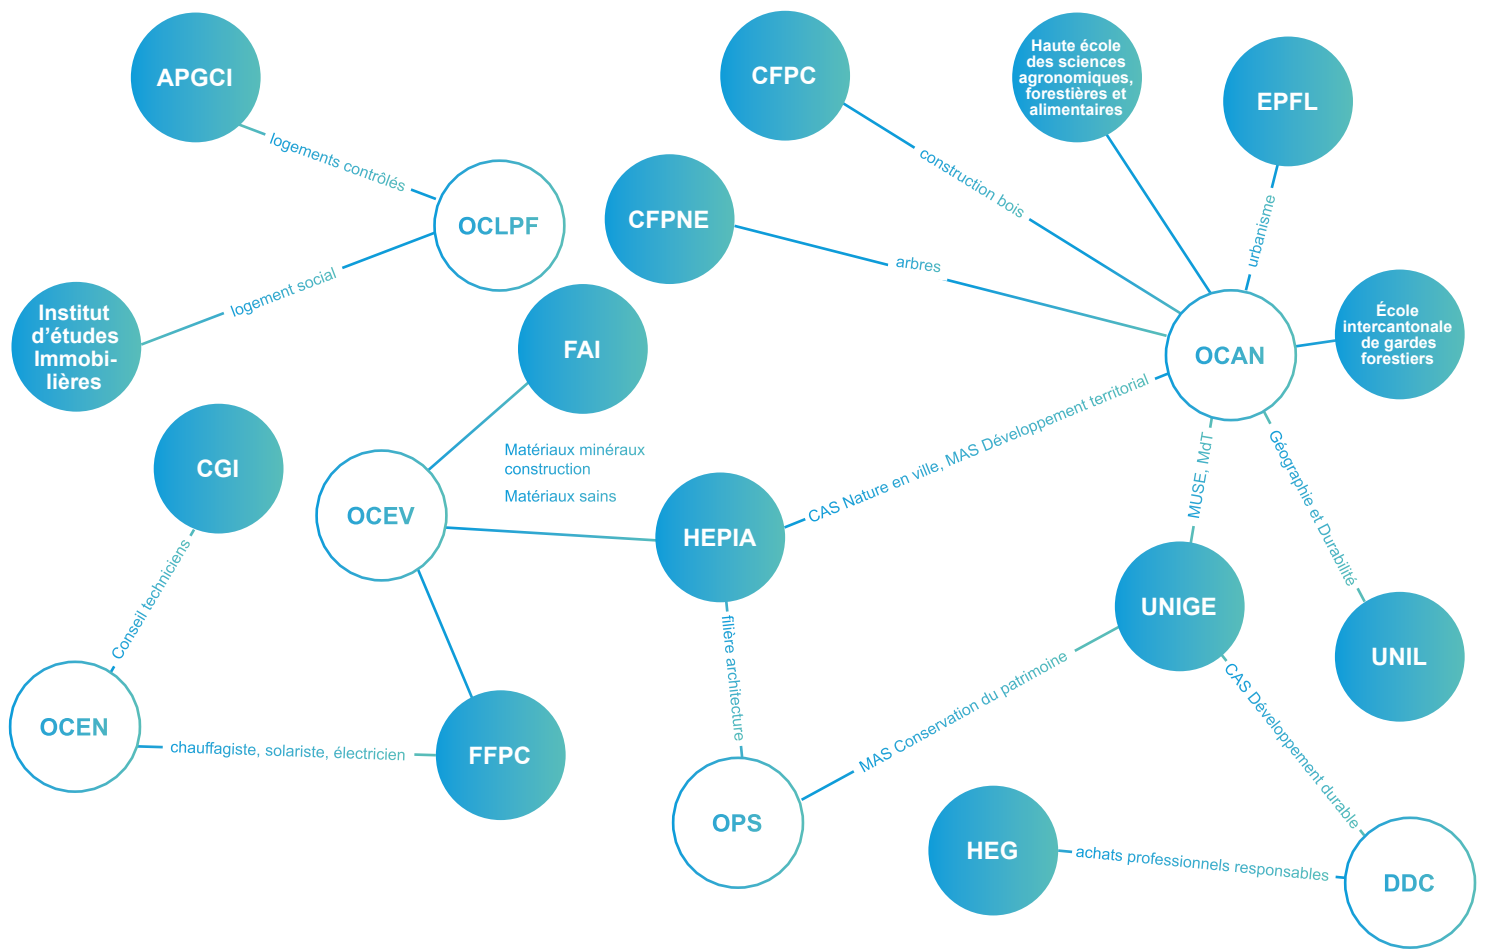 APGCI
CFPC
Haute école
des sciences
agronomiques,
forestières et
alimentaires
EPFL
logements contrôlés
construction bois
OCLPF
CFPNE
urbanisme
arbres
logement social
Institut
d'études
Immobi-
lières
FAI
OCAN
École
intercantonale
de gardes
forestiers
CAS Nature en ville, MAS Développement territorial
Matériaux minéraux
construction
Matériaux sains
CGI
OCEV
HEPIA
MUSE, MdT
Géographie et Durabilité
Conseil techniciens
UNIGE
UNIL
filière architecture
MAS Conservation du patrimoine
CAS Développement durable
OCEN
chauffagiste, solariste, électricien
FFPC
OPS
HEG
achats professionnels responsables
DDC